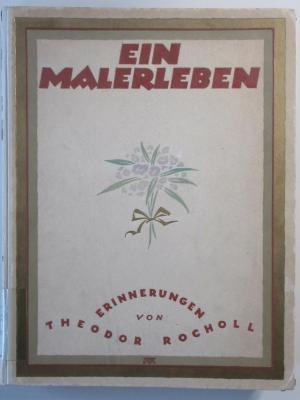 EIN
MALERLEBEN
ERINNERUNGEN
VON
THEODOR ROCHOLL